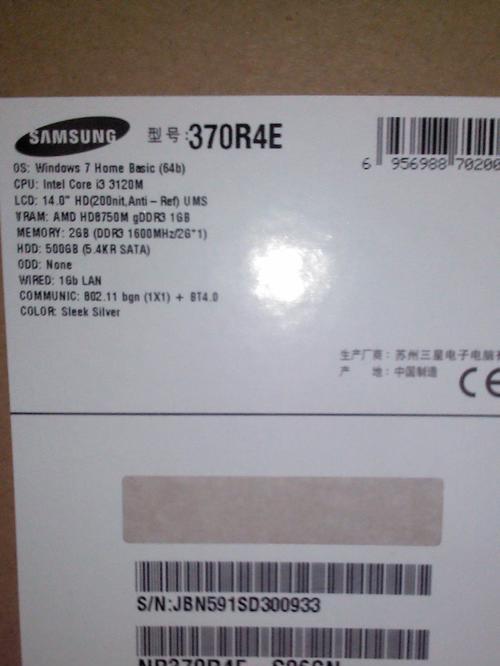 SAMSUNG 型号:370R4E
6 956988 70200
OS: Windows 7 Home Basic (64b)
CPU: Intel Core i3 3120M
LCD: 14.0" HD(200nit,Anti-Ref) UMS
VRAM: AMD HD8750M gDDR3 1GB
MEMORY: 2GB (DDR3 1600MHz/2G*1)
HDD: 500GB (5.4KR SATA)
ODD: None
WIRED: 1Gb LAN
COMMUNIC: 802.11 bgn (1X1) + BT4.0
COLOR: Sleek Silver
生产厂商: 苏州三星电子电脑
产 地: 中国制造 CE
S/N:JBN591SD300933
NP370R4E-S06CN